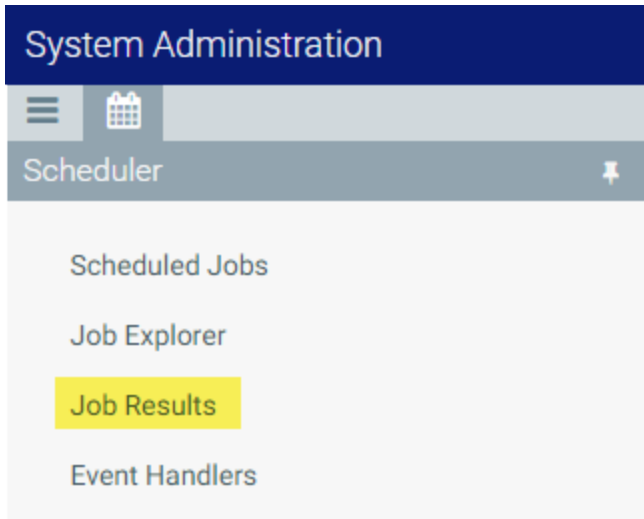 System Administration
Scheduler
Scheduled Jobs
Job Explorer
Job Results
Event Handlers